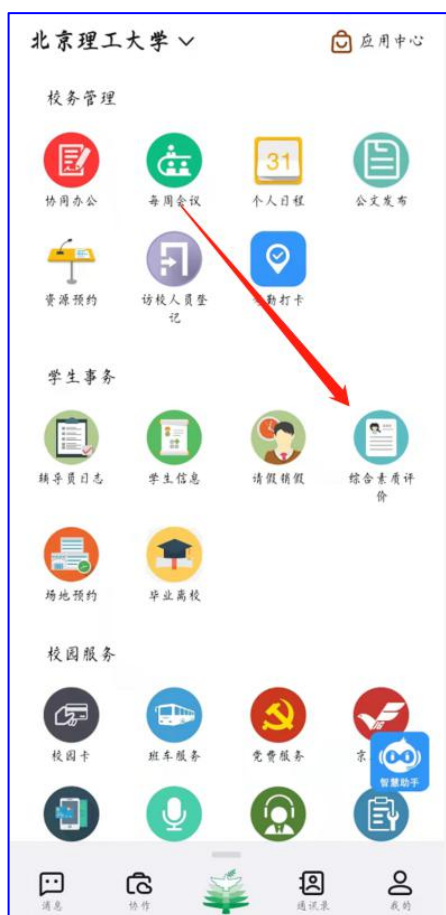 北京理工大学
应用中心
校务管理
31
协同办公 每周会议 个人日程 公文发布
资源预约 访校人员登记 勤打卡
学生事务
辅导员日志 学生信息 请假销假 综合素质评价
场地预约 毕业离校
校园服务
校园卡 班车服务 党费服务 京
智慧助手
消息 协作 通讯录 我的